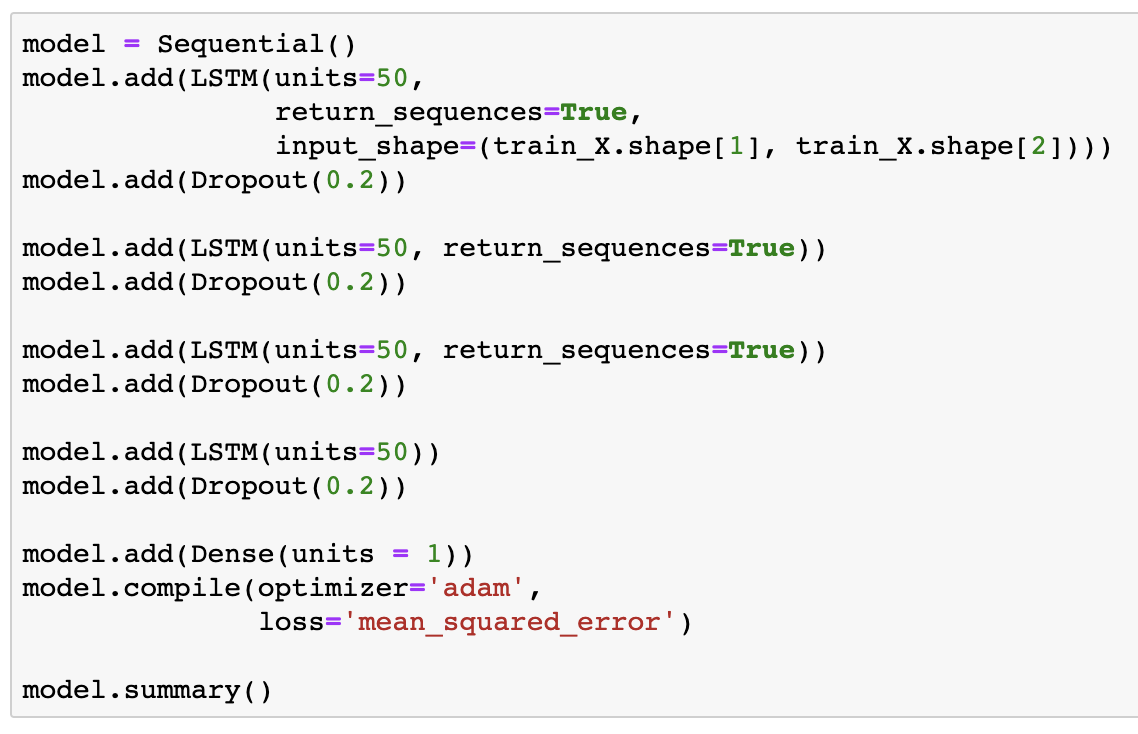 model = Sequential()
model.add(LSTM(units=50,
               return_sequences=True,
               input_shape=(train_X.shape[1], train_X.shape[2])))
model.add(Dropout(0.2))

model.add(LSTM(units=50, return_sequences=True))
model.add(Dropout(0.2))

model.add(LSTM(units=50, return_sequences=True))
model.add(Dropout(0.2))

model.add(LSTM(units=50))
model.add(Dropout(0.2))

model.add(Dense(units = 1))
model.compile(optimizer='adam',
              loss='mean_squared_error')

model.summary()